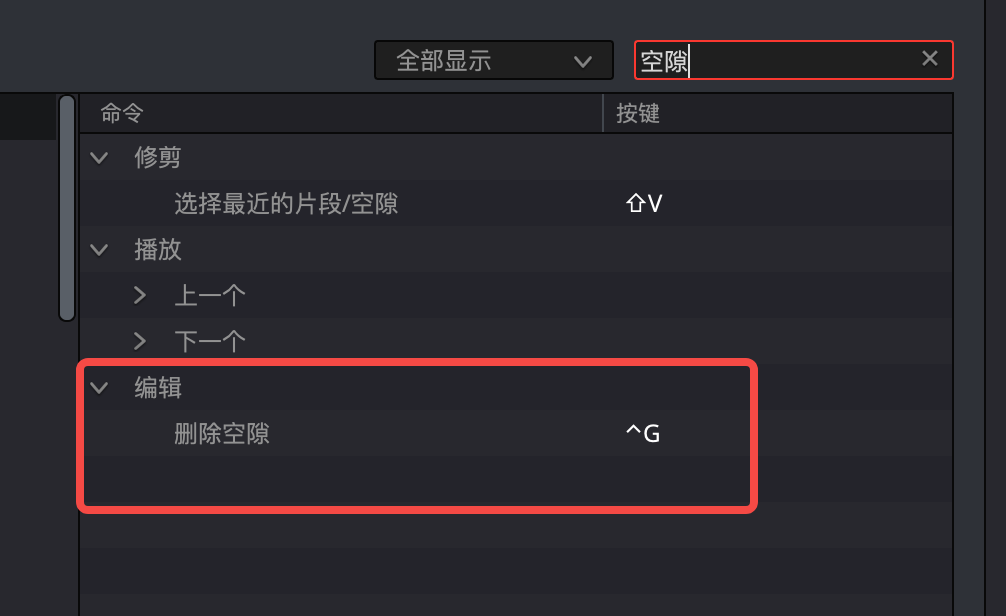 全部显示 空隙
命令 按键
修剪
选择最近的片段/空隙 ⇧V
播放
上一个
下一个
编辑
删除空隙 ^G